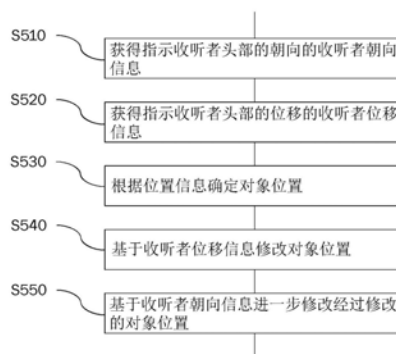 S510
获得指示收听者头部的朝向的收听者朝向
信息
S520
获得指示收听者头部的位移的收听者位移
信息
S530
根据位置信息确定对象位置
S540
基于收听者位移信息修改对象位置
S550
基于收听者朝向信息进一步修改经过修改
的对象位置